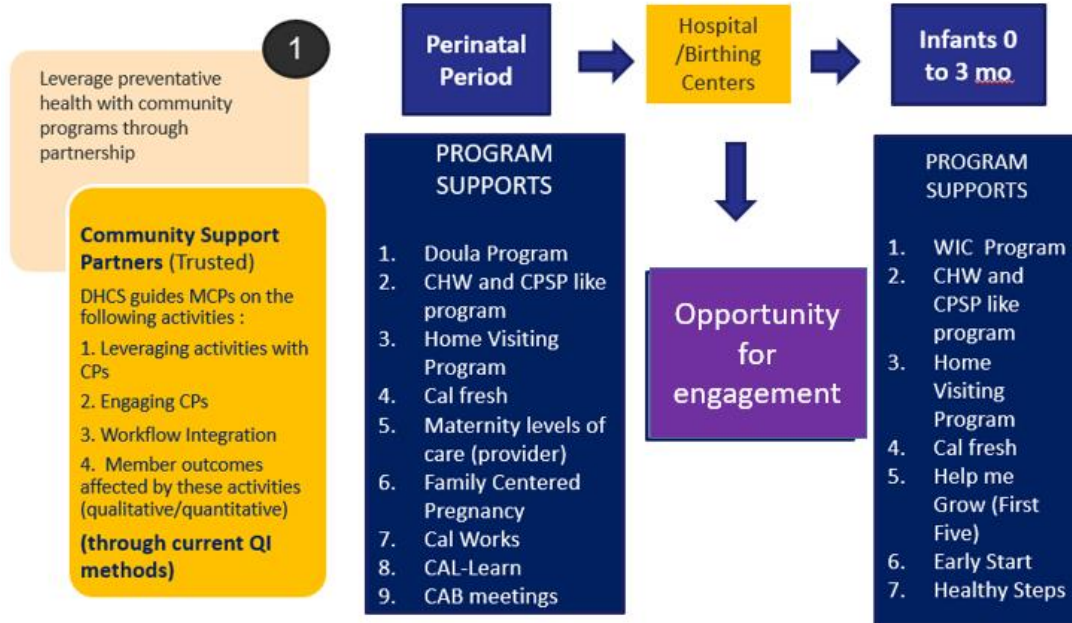 1
Leverage preventative
health with community
programs through
partnership
Community Support
Partners (Trusted)
DHCS guides MCPs on the
following activities :
1. Leveraging activities with
CPs
2. Engaging CPs
3. Workflow Integration
4. Member outcomes
affected by these activities
(qualitative/quantitative)
(through current QI
methods)
Perinatal
Period
Hospital
/Birthing
Centers
Infants 0
to 3 mo
PROGRAM
SUPPORTS
1. Doula Program
2. CHW and CPSP like
program
3. Home Visiting
Program
4. Cal fresh
5. Maternity levels of
care (provider)
6. Family Centered
Pregnancy
7. Cal Works
8. CAL-Learn
9. CAB meetings
Opportunity
for
engagement
PROGRAM
SUPPORTS
1. WIC Program
2. CHW and
CPSP like
program
3. Home
Visiting
Program
4. Cal fresh
5. Help me
Grow (First
Five)
6. Early Start
7. Healthy Steps